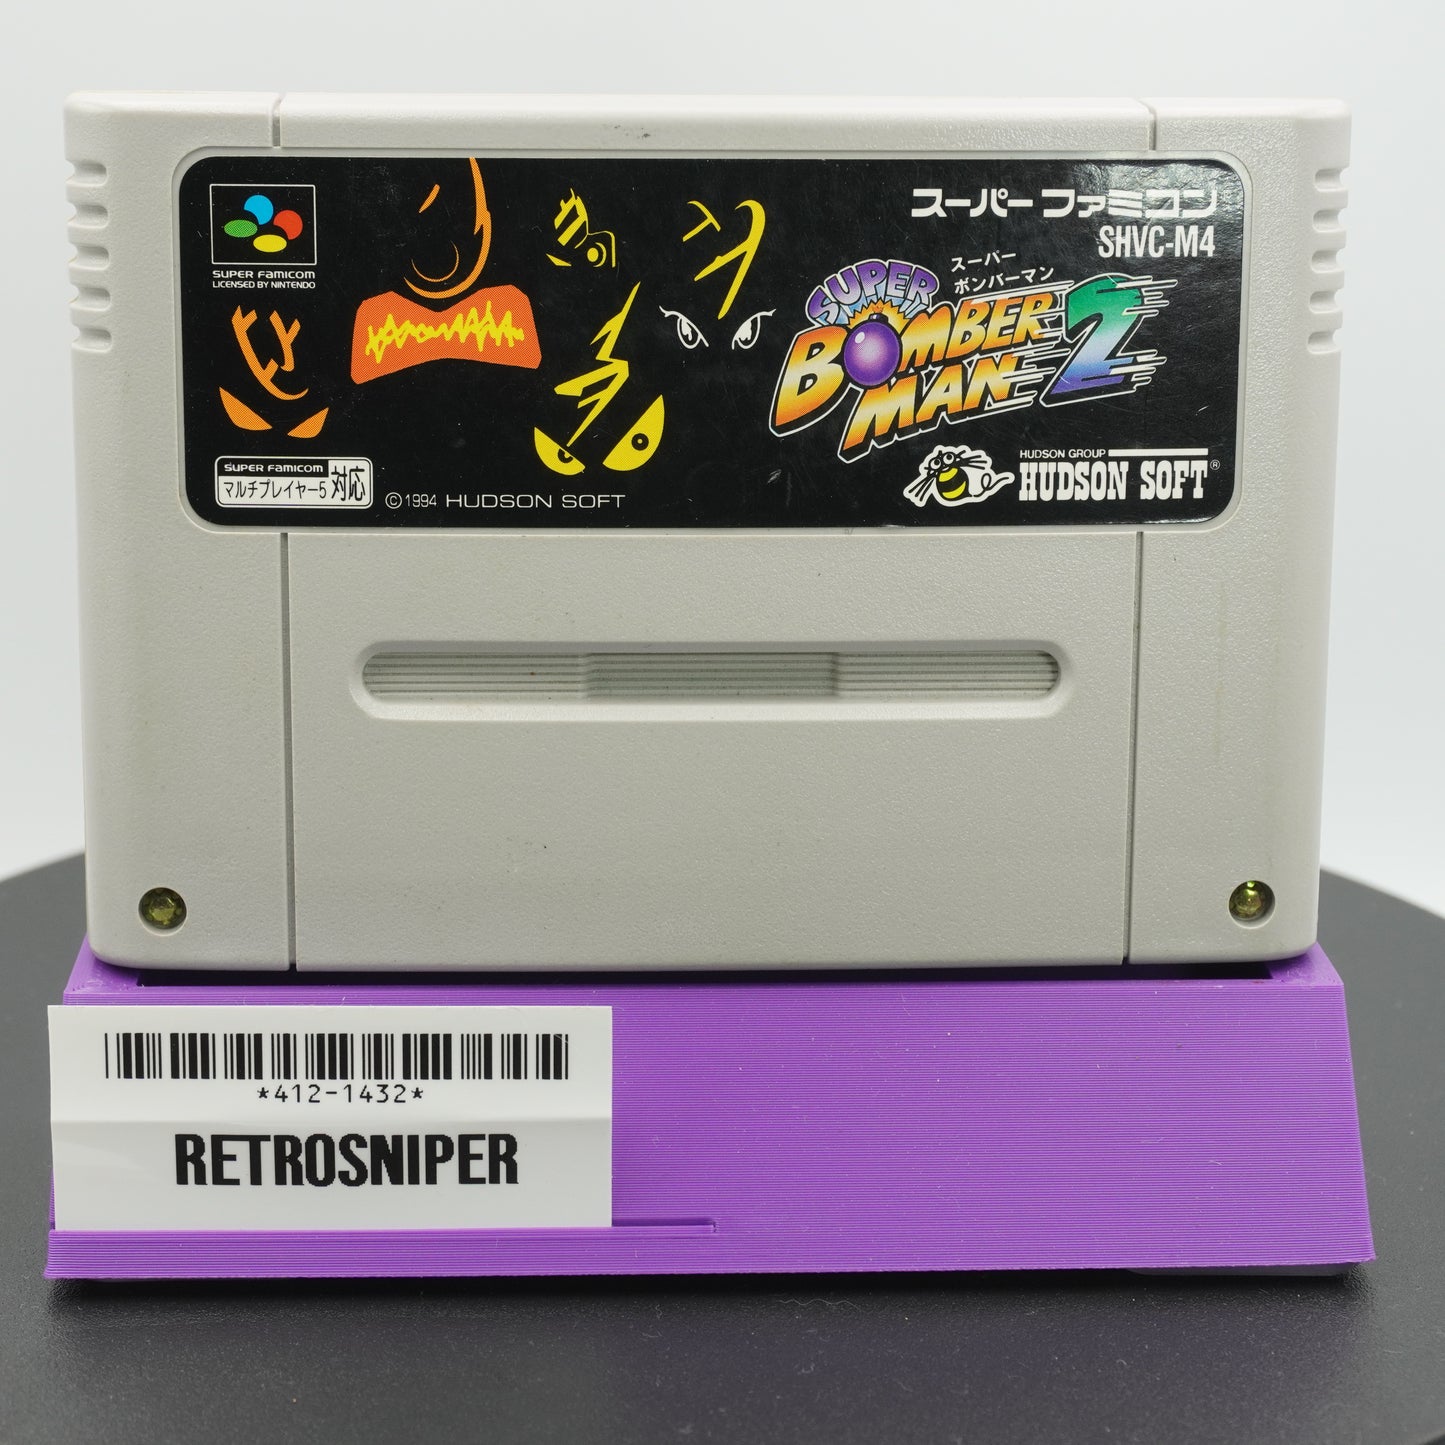 スーパーファミコン
SHVC-M4
SUPER FAMICOM
LICENSED BY NINTENDO
スーパー
ボンバーマン
SUPER
BOMBER
MAN 2
SUPER FAMICOM
マルチプレイヤー5 対応
©1994 HUDSON SOFT
HUDSON GROUP
HUDSON SOFT®
*412-1432*
RETROSNIPER